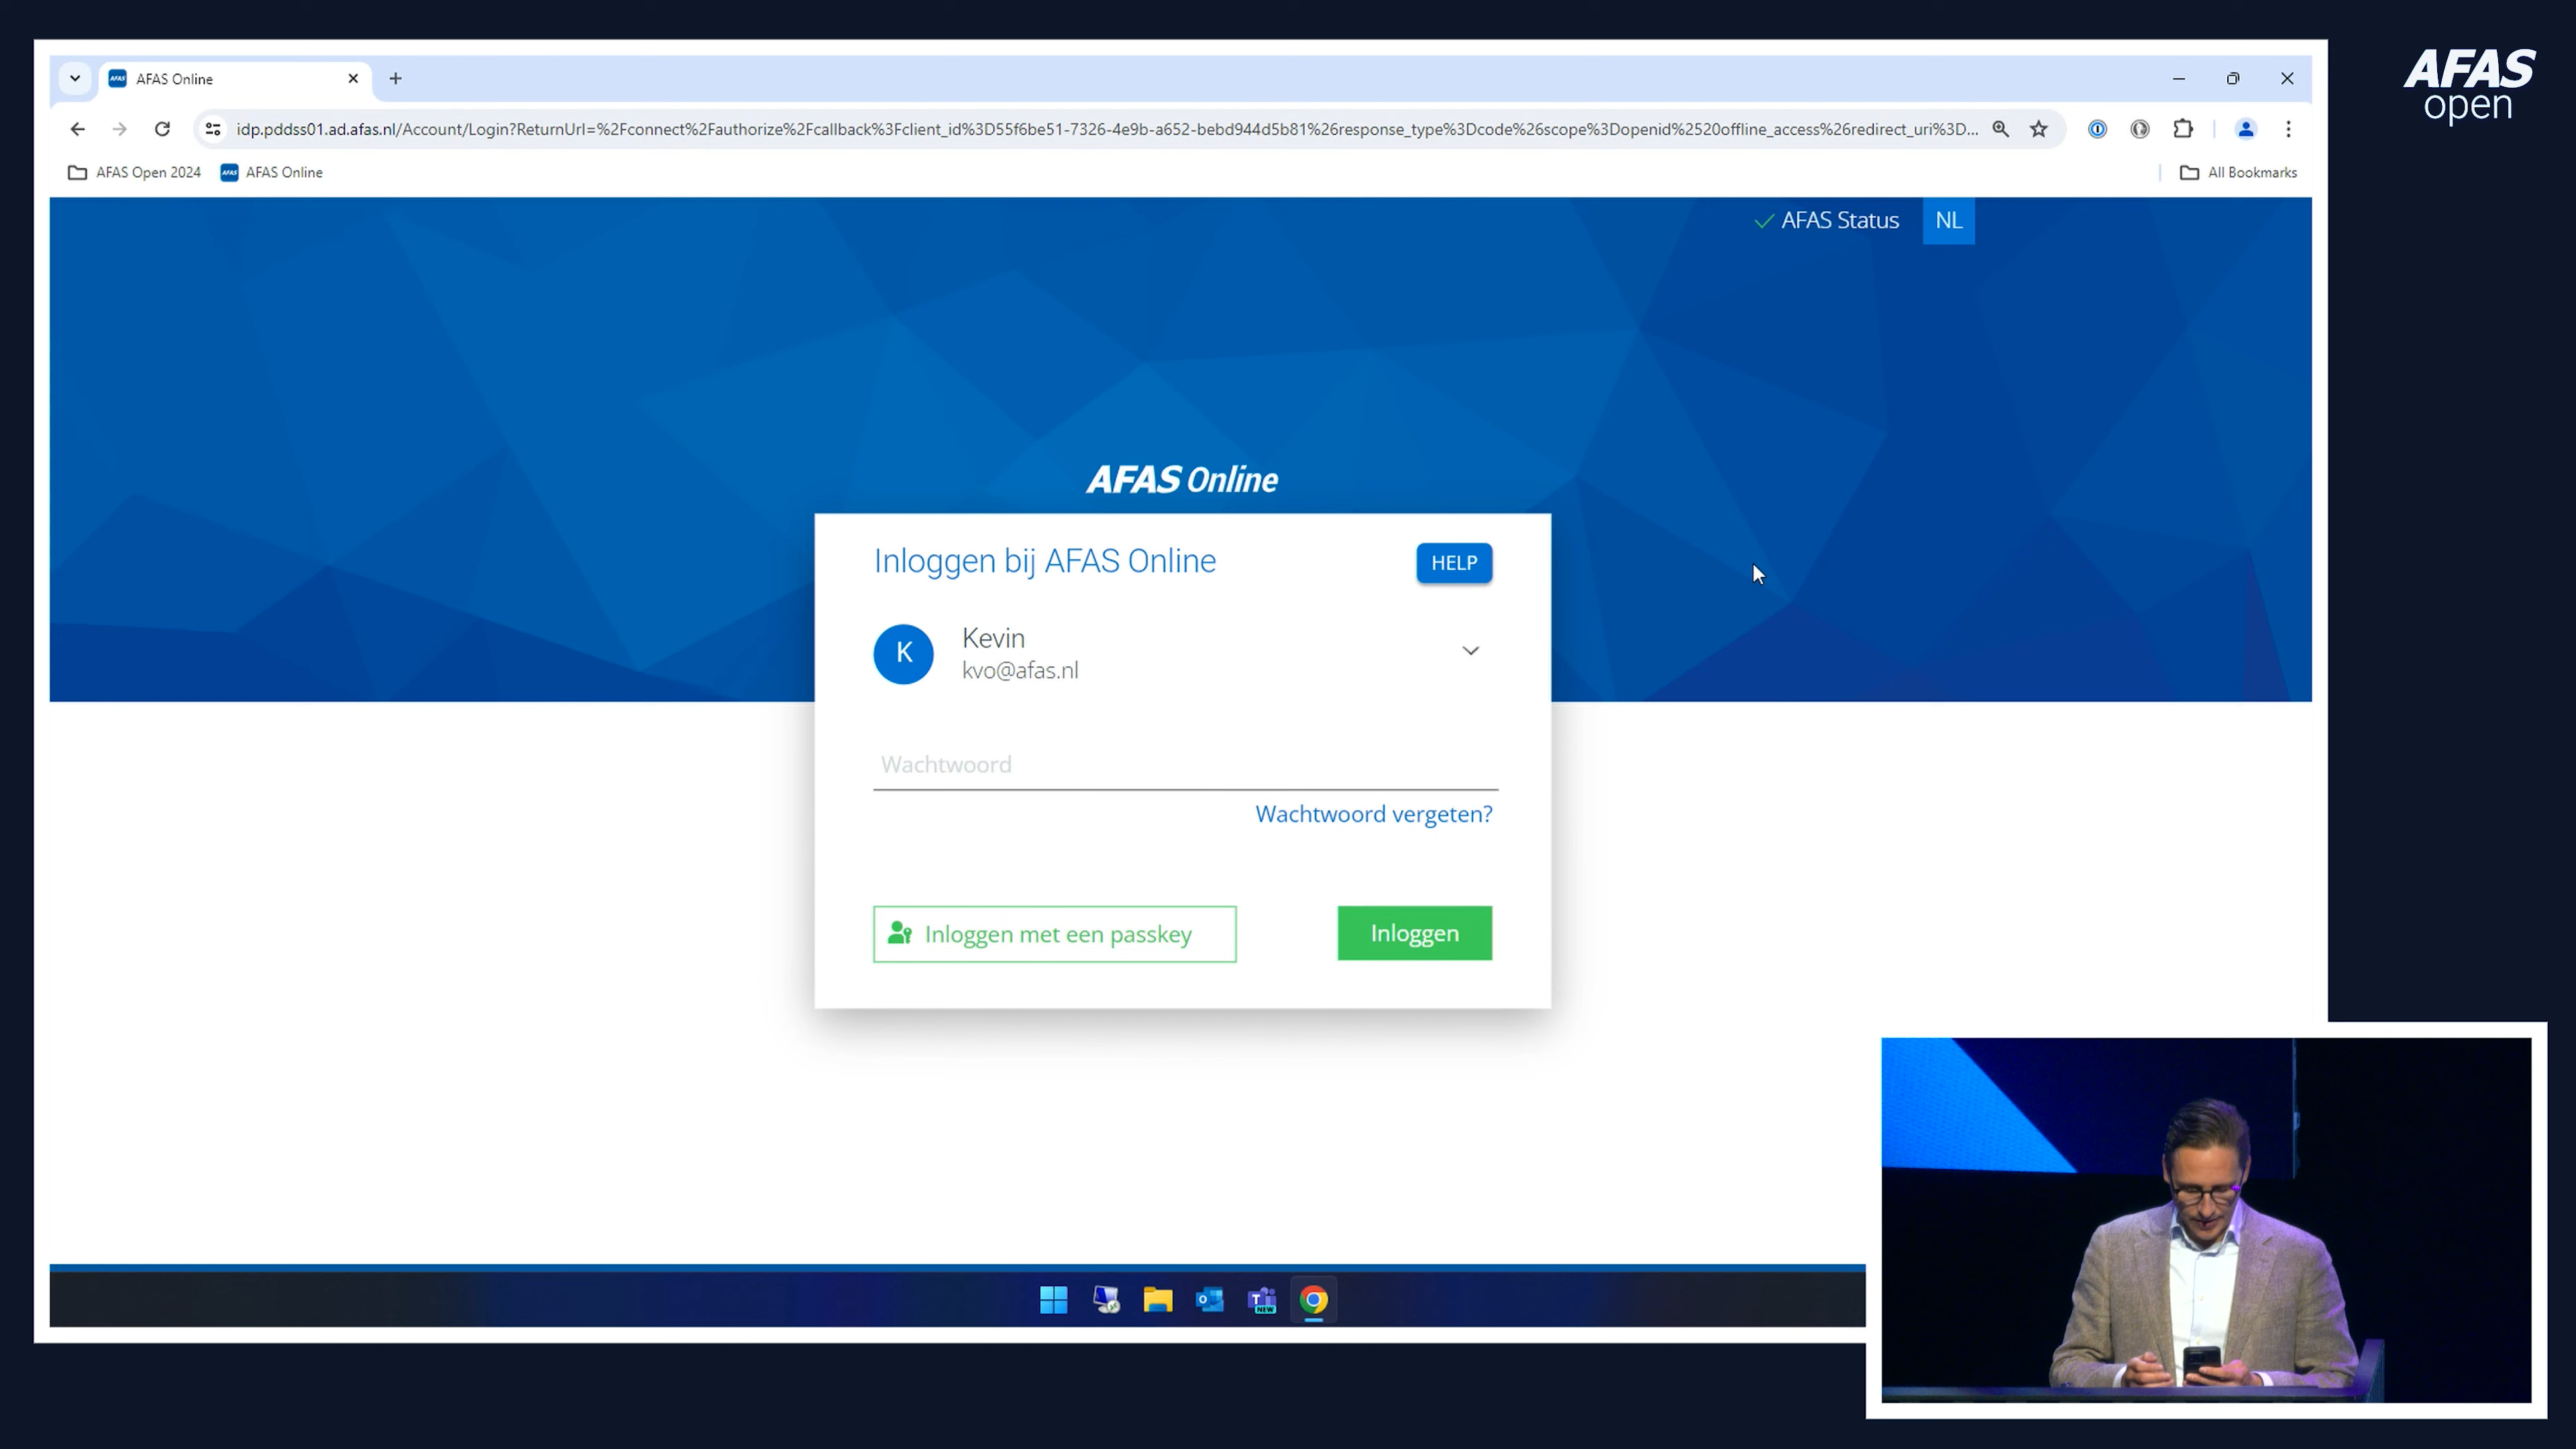 AFAS
open
AFAS Online
idp.pddss01.ad.afas.nl/Account/Login?ReturnUrl=%2Fconnect%2Fauthorize%2Fcallback%3Fclient_id%3D55f6be51-7326-4e9b-a652-bebd944d5b81%26response_type%3Dcode%26scope%3Dopenid%2520offline_access%26redirect_uri%3D...
AFAS Open 2024
AFAS Online
All Bookmarks
AFAS Status
NL
AFAS Online
Inloggen bij AFAS Online
HELP
K
Kevin
kvo@afas.nl
Wachtwoord
Wachtwoord vergeten?
Inloggen met een passkey
Inloggen